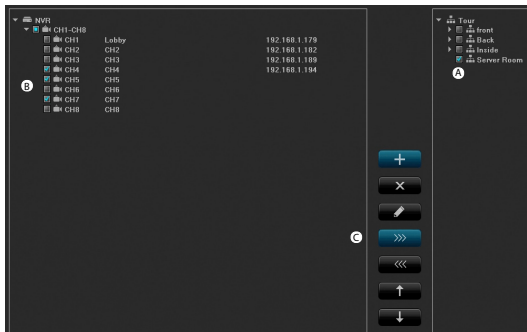 NVR
CH1-CH8
CH1 Lobby 192.168.1.179
CH2 CH2 192.168.1.182
CH3 CH3 192.168.1.189
CH4 CH4 192.168.1.194
CH5 CH5
CH6 CH6
CH7 CH7
CH8 CH8
B
Tour
front
Back
Inside
Server Room
A
C